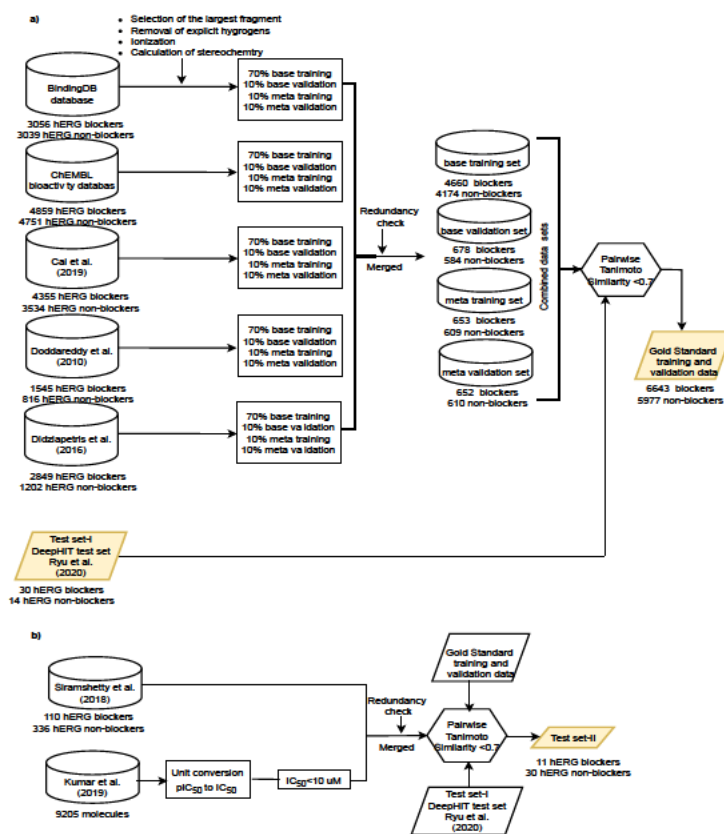 a)
• Selection of the largest fragment
• Removal of explicit hygrogens
• Ionization
• Calculation of stereochemtry
BindingDB
database
3056 hERG blockers
3039 hERG non-blockers
70% base training
10% base validation
10% meta training
10% meta validation
ChEMBL
bioactiv ty databas
4859 hERG blockers
4751 hERG non-blockers
70% base training
10% base validation
10% meta training
10% meta validation
Cai et al.
(2019)
4355 hERG blockers
3534 hERG non-blockers
70% base training
10% base validation
10% meta training
10% meta validation
Doddareddy et al.
(2010)
1545 hERG blockers
816 hERG non-blockers
70% base training
10% base validation
10% meta training
10% meta validation
Didziapetris et al.
(2016)
2849 hERG blockers
1202 hERG non-blockers
70% base training
10% base va idation
10% meta training
10% meta va idation
Redundancy
check
Merged
base training set
4660 blockers
4174 non-blockers
base validation set
678 blockers
584 non-blockers
meta training set
653 blockers
609 non-blockers
meta validation set
652 blockers
610 non-blockers
Combined data sets
Pairwise
Tanimoto
Similarity <0.7
Gold Standard
training and
validation data
6643 blockers
5977 non-blockers
Test set-I
DeepHIT test set
Ryu et al.
(2020)
30 hERG blockers
14 hERG non-blockers
b)
Siramshetty et al.
(2018)
110 hERG blockers
336 hERG non-blockers
Kumar et al.
(2019)
9205 molecules
Unit conversion
pIC50 to IC50
IC50<10 uM
Redundancy
check
Merged
Gold Standard
training and
validation data
Pairwise
Tanimoto
Similarity <0.7
Test set-I
DeepHIT test set
Ryu et al.
(2020)
Test set-II
11 hERG blockers
30 hERG non-blockers